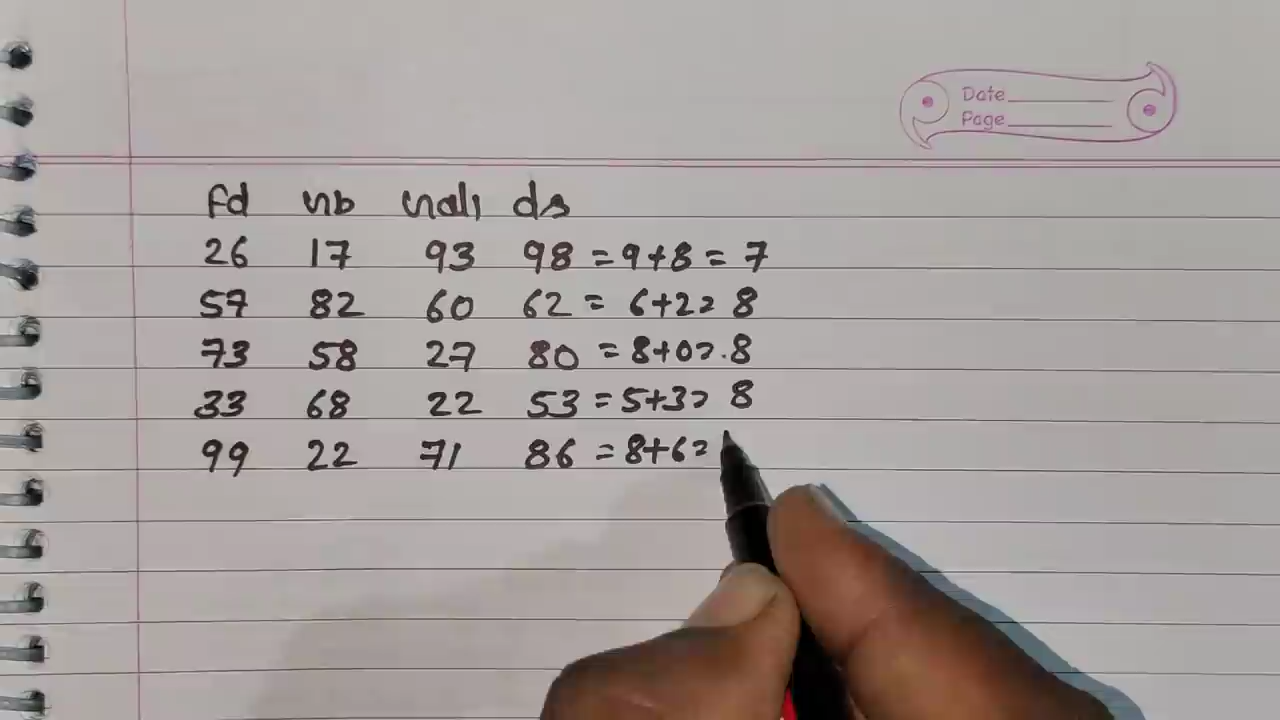 Date
Page
Fd nb ds
26 17 93 98 = 9+8 = 7
57 82 60 62 = 6+2= 8
73 58 27 80 = 8+0=.8
33 68 22 53 = 5+3= 8
99 22 71 86 = 8+6=